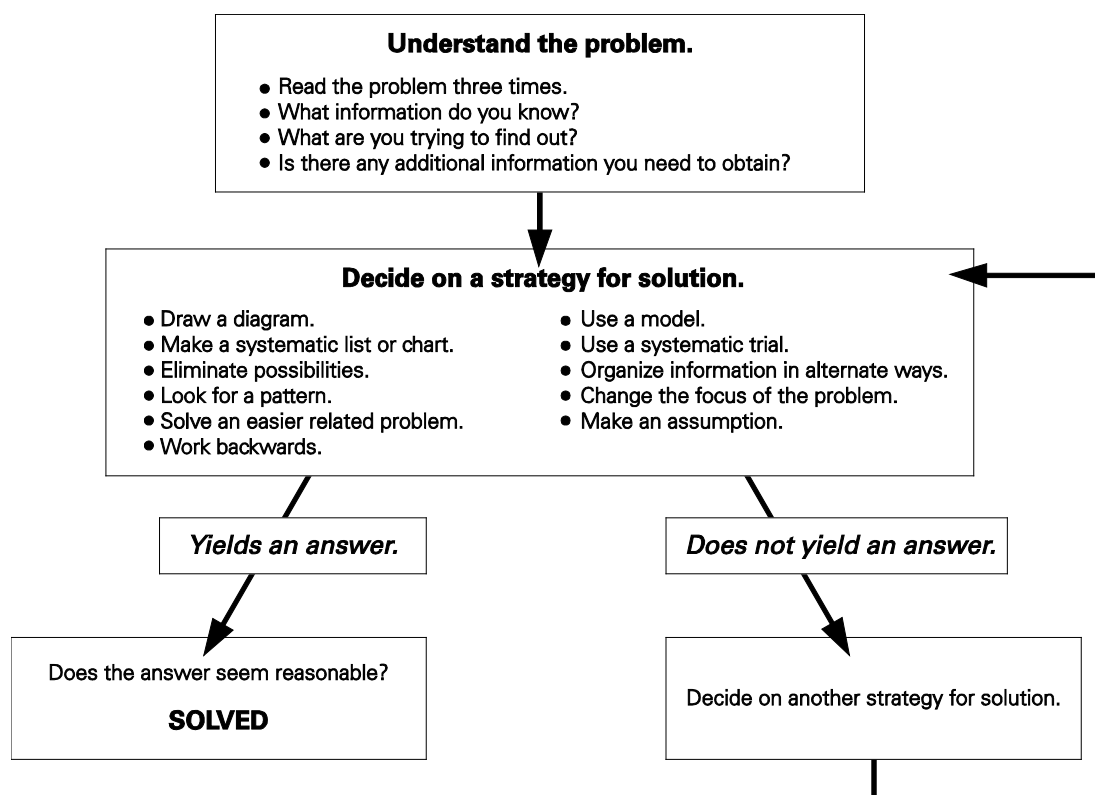 Understand the problem.
● Read the problem three times.
● What information do you know?
● What are you trying to find out?
● Is there any additional information you need to obtain?
Decide on a strategy for solution.
● Draw a diagram.
● Make a systematic list or chart.
● Eliminate possibilities.
● Look for a pattern.
● Solve an easier related problem.
● Work backwards.
● Use a model.
● Use a systematic trial.
● Organize information in alternate ways.
● Change the focus of the problem.
● Make an assumption.
Yields an answer.
Does not yield an answer.
Does the answer seem reasonable?
SOLVED
Decide on another strategy for solution.